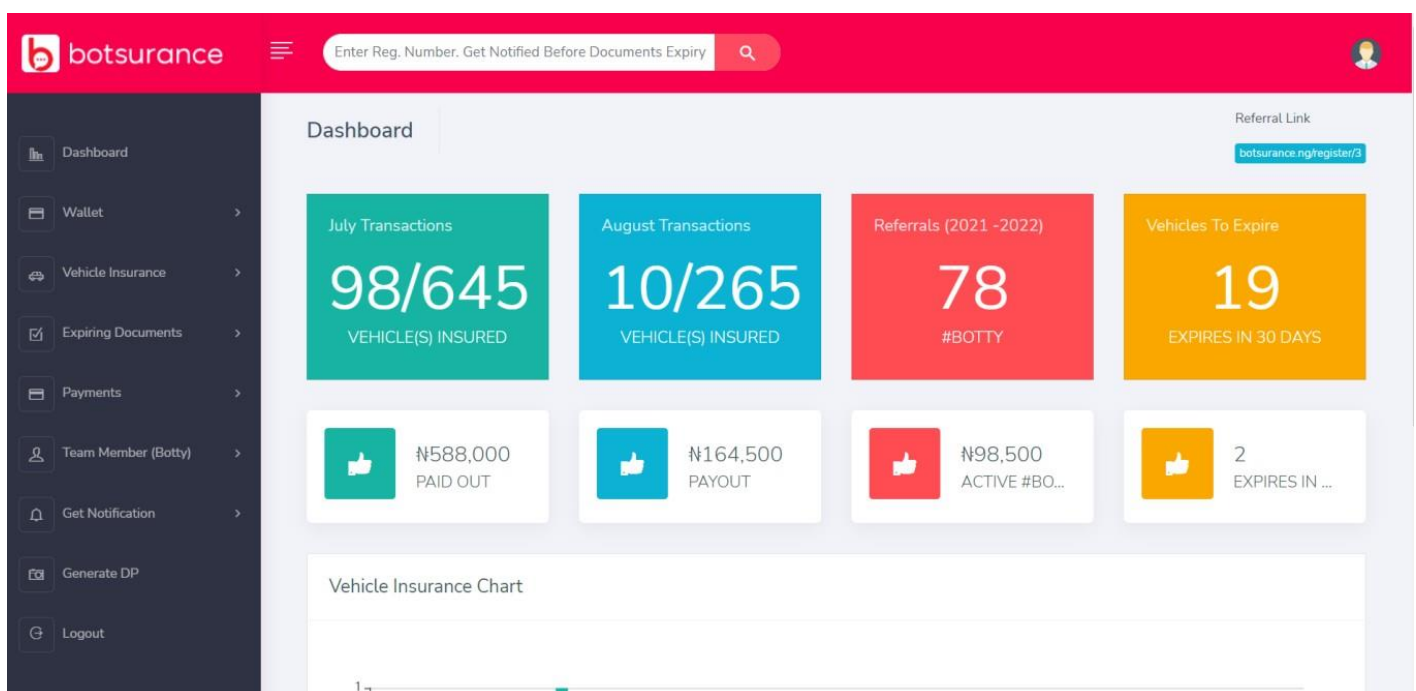 botsurance
Enter Reg. Number. Get Notified Before Documents Expiry
Dashboard
Wallet
Vehicle Insurance
Expiring Documents
Payments
Team Member (Botty)
Get Notification
Generate DP
Logout
Dashboard
Referral Link
botsurance.ng/register/3
July Transactions
98/645
VEHICLE(S) INSURED
August Transactions
10/265
VEHICLE(S) INSURED
Referrals (2021 -2022)
78
#BOTTY
Vehicles To Expire
19
EXPIRES IN 30 DAYS
₦588,000
PAID OUT
₦164,500
PAYOUT
₦98,500
ACTIVE #BO...
2
EXPIRES IN ...
Vehicle Insurance Chart
1